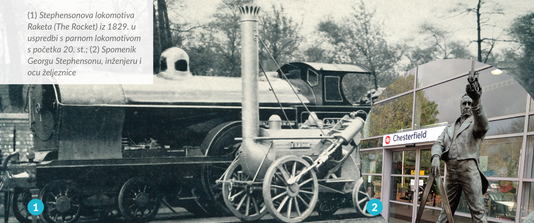 (1) Stephensonova lokomotiva
Raketa (The Rocket) iz 1829. u
uspredbi s parnom lokomotivom
s početka 20. st.; (2) Spomenik
Georgu Stephensonu, inženjeru i
ocu željeznice
Chesterfield
1
2